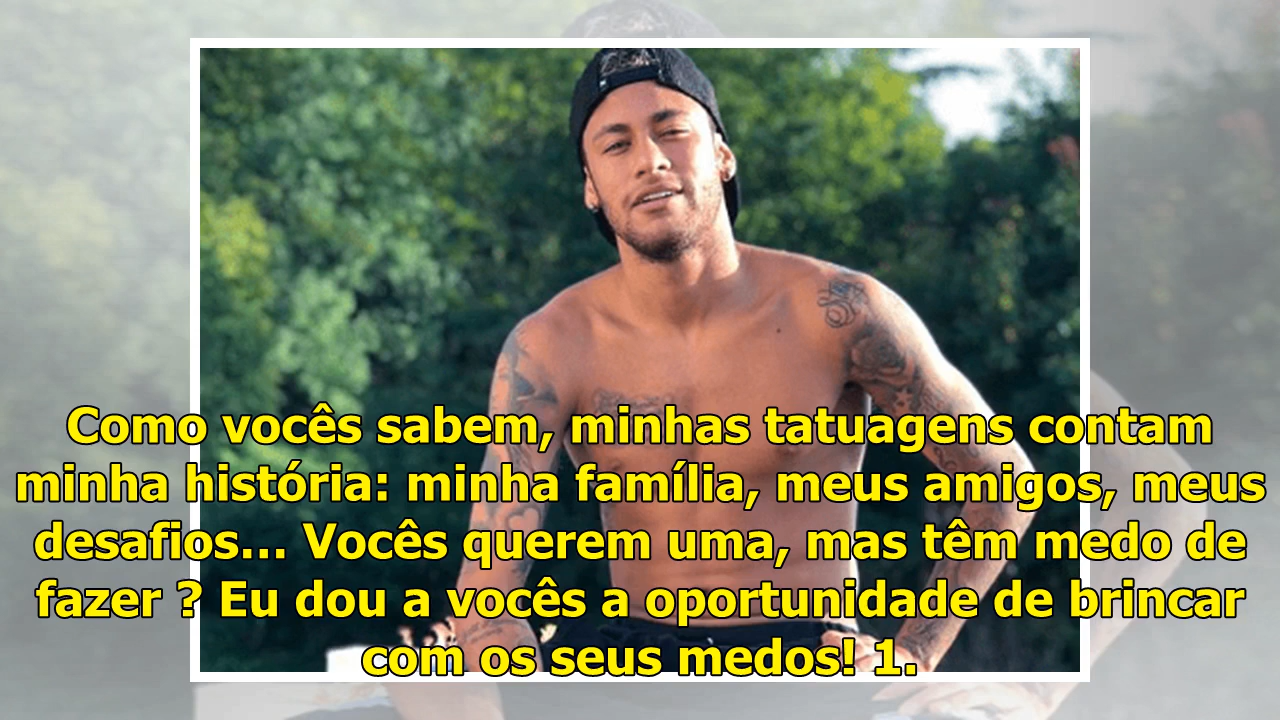 Como vocês sabem, minhas tatuagens contam
minha história: minha família, meus amigos, meus
desafios... Vocês querem uma, mas têm medo de
fazer ? Eu dou a vocês a oportunidade de brincar
com os seus medos! 1.